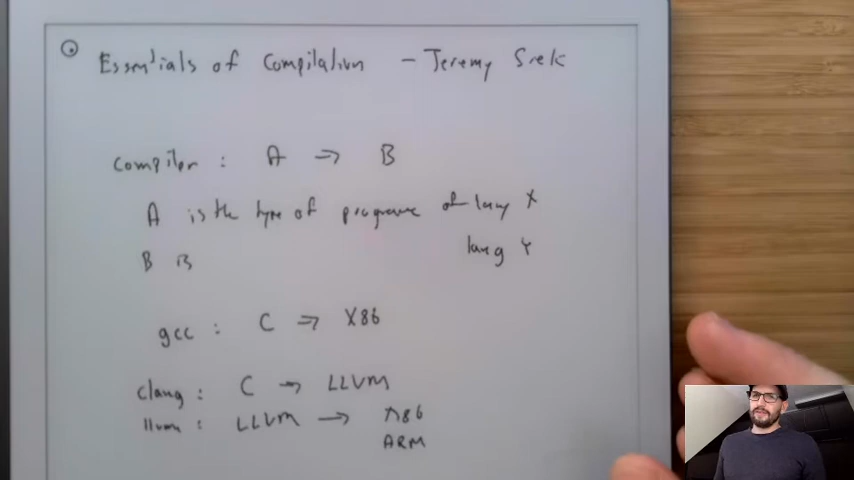 Essentials of Compilation - Jeremy Siek
compiler : A → B
A is the type of programs of lang X
B is lang Y
gcc : C → X86
clang : C → LLVM
llvm : LLVM → X86
ARM